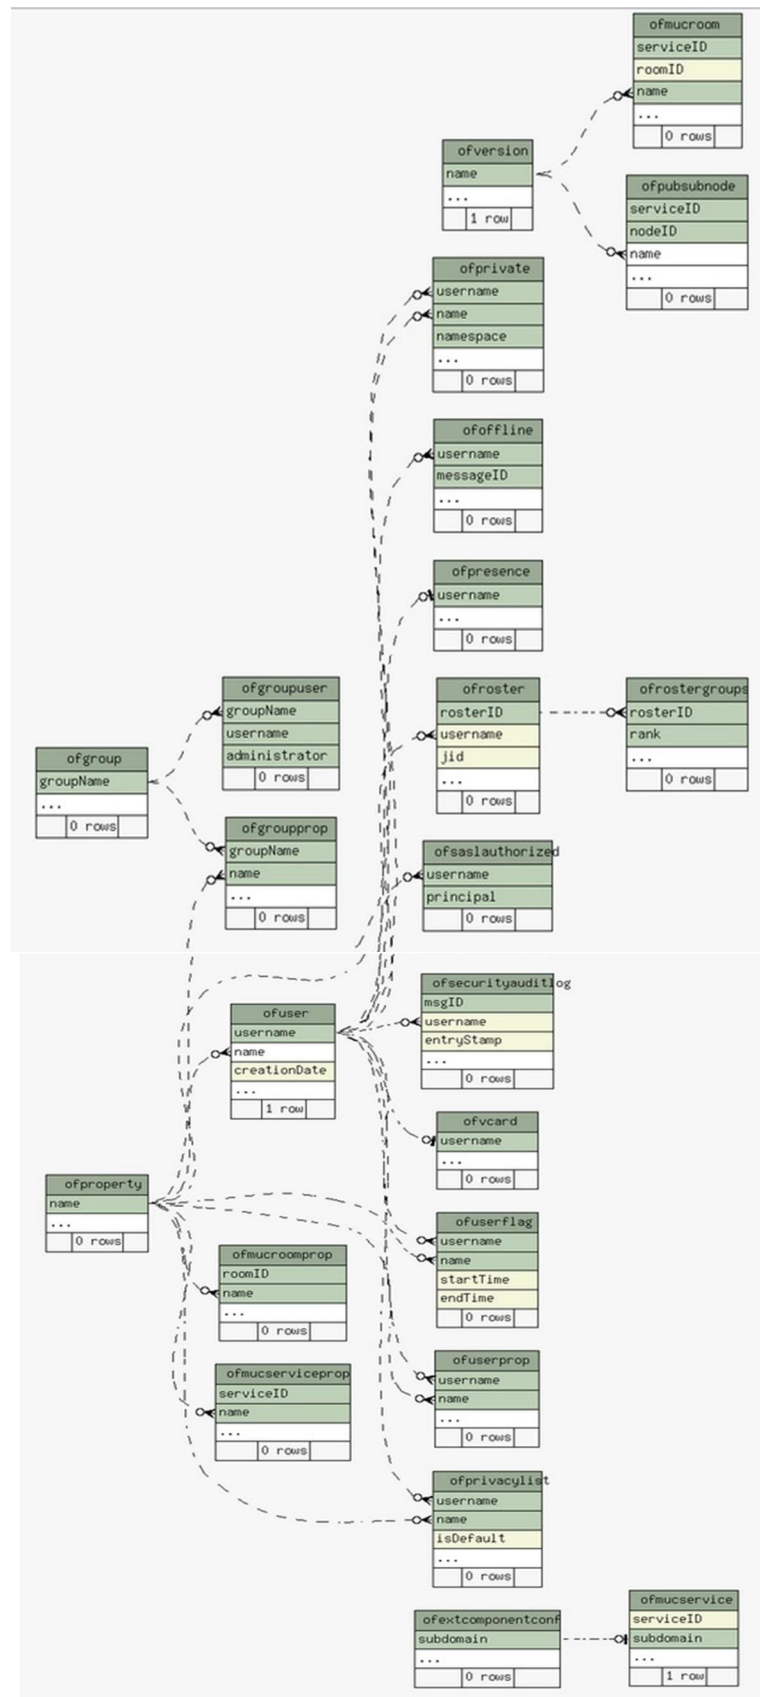 ofmucroom
serviceID
roomID
name
...
0 rows
ofversion
name
...
1 row
ofpubsubnode
serviceID
nodeID
name
...
0 rows
ofprivate
username
name
namespace
...
0 rows
ofoffline
username
messageID
...
0 rows
ofpresence
username
...
0 rows
ofgroupuser
groupName
username
administrator
0 rows
ofroster
rosterID
username
jid
...
0 rows
ofrostergroups
rosterID
rank
...
0 rows
ofgroup
groupName
...
0 rows
ofgroupprop
groupName
name
...
0 rows
ofsaslauthorized
username
principal
0 rows
ofsecurityauditlog
msgID
username
entryStamp
...
0 rows
ofuser
username
name
creationDate
...
1 row
ofvcard
username
...
0 rows
ofproperty
name
...
0 rows
ofuserflag
username
name
startTime
endTime
0 rows
ofmucroomprop
roomID
name
...
0 rows
ofuserprop
username
name
...
0 rows
ofmucserviceprop
serviceID
name
...
0 rows
ofprivacylist
username
name
isDefault
...
0 rows
ofextcomponentconf
subdomain
...
0 rows
ofmucservice
serviceID
subdomain
...
1 row